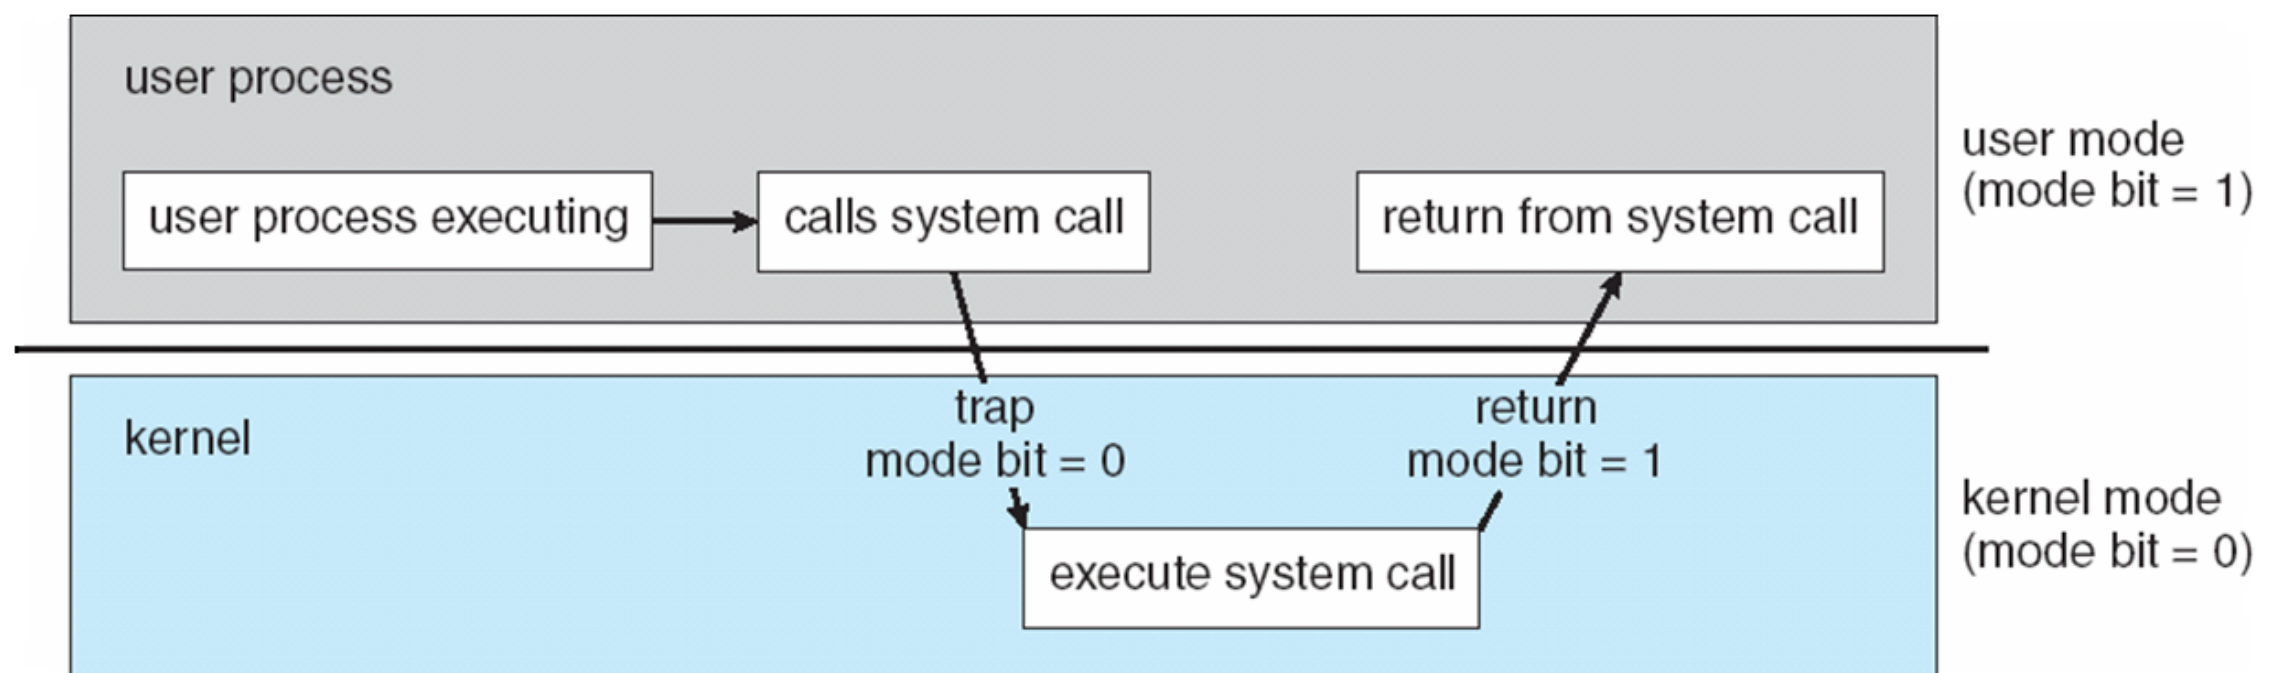 user process
user process executing
calls system call
return from system call
user mode
(mode bit = 1)
kernel
trap
mode bit = 0
return
mode bit = 1
execute system call
kernel mode
(mode bit = 0)